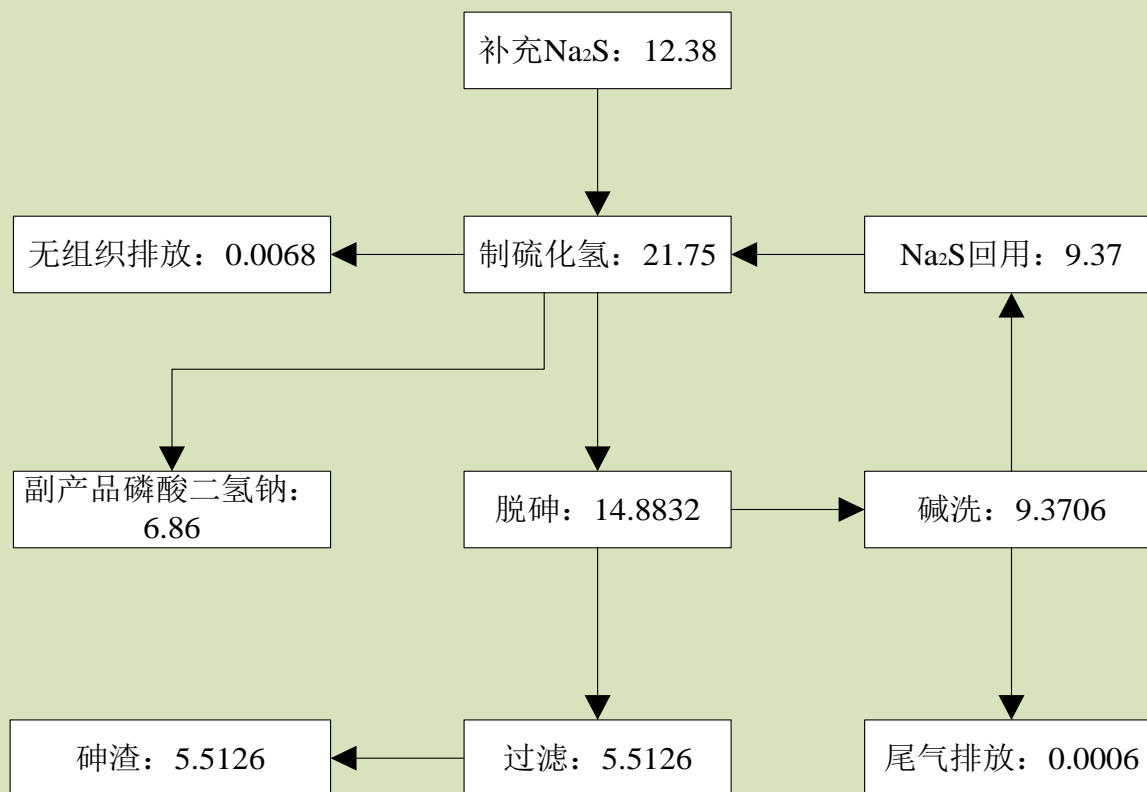 补充Na₂S：12.38
无组织排放：0.0068
制硫化氢：21.75
Na₂S回用：9.37
副产品磷酸二氢钠：
6.86
脱砷：14.8832
碱洗：9.3706
砷渣：5.5126
过滤：5.5126
尾气排放：0.0006